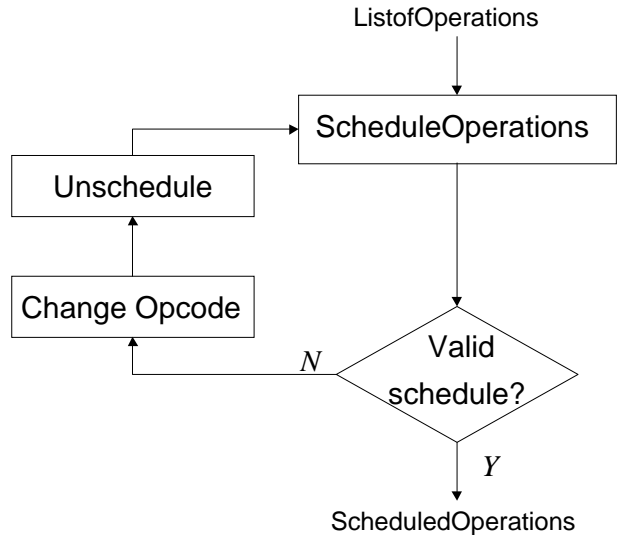 ListofOperations
ScheduleOperations
Unschedule
Change Opcode
Valid
schedule?
N
Y
ScheduledOperations